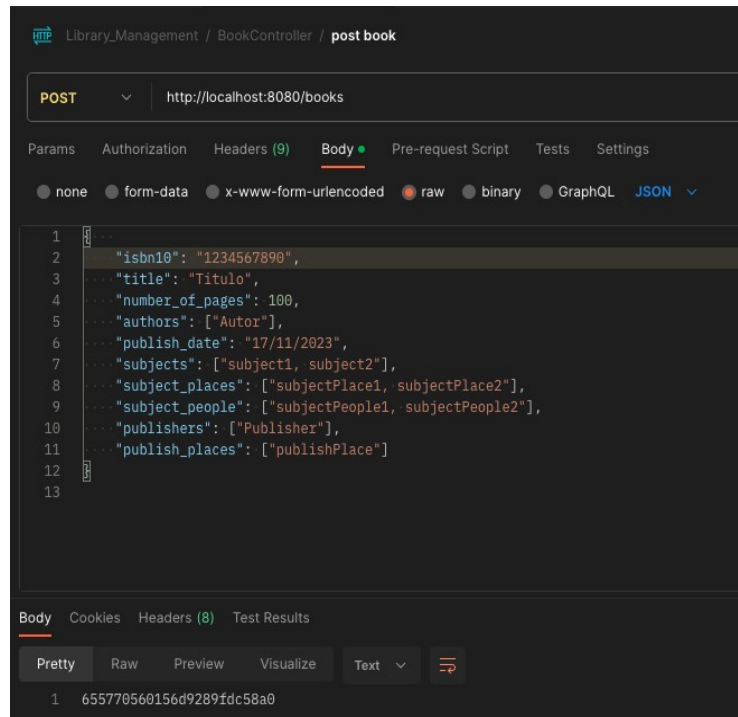 HTTP Library_Management / BookController / post book
POST http://localhost:8080/books
Params Authorization Headers (9) Body Pre-request Script Tests Settings
none form-data x-www-form-urlencoded raw binary GraphQL JSON
1 {
2 "isbn10": "1234567890",
3 "title": "Titulo",
4 "number_of_pages": 100,
5 "authors": ["Autor"],
6 "publish_date": "17/11/2023",
7 "subjects": ["subject1, subject2"],
8 "subject_places": ["subjectPlace1, subjectPlace2"],
9 "subject_people": ["subjectPeople1, subjectPeople2"],
10 "publishers": ["Publisher"],
11 "publish_places": ["publishPlace"]
12 }
13
Body Cookies Headers (8) Test Results
Pretty Raw Preview Visualize Text
1 655770560156d9289fdc58a0